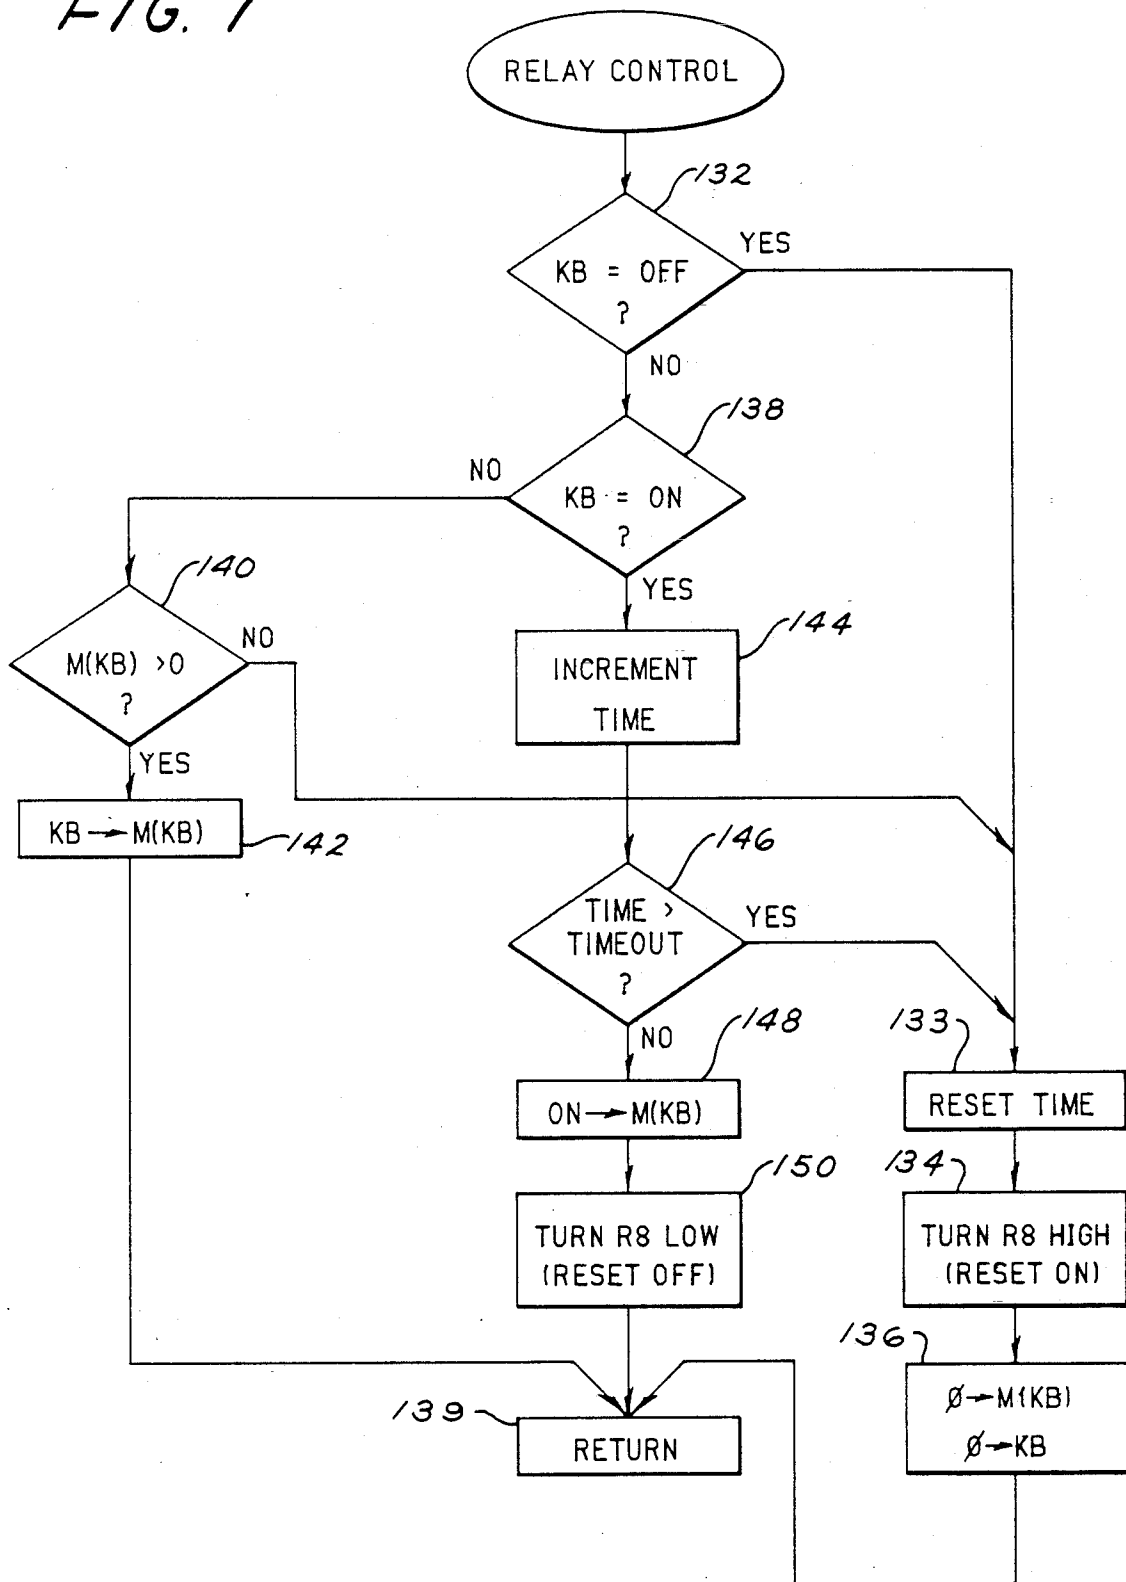 FIG. 7
RELAY CONTROL
132
YES
KB = OFF
?
NO
138
NO
KB = ON
?
YES
140
NO
M(KB) >0
?
YES
144
INCREMENT
TIME
KB→M(KB)
142
146
TIME >
TIMEOUT
?
YES
NO
148
133
ON→M(KB)
RESET TIME
150
134
TURN R8 LOW
(RESET OFF)
TURN R8 HIGH
(RESET ON)
136
Ø→M(KB)
Ø→KB
139
RETURN